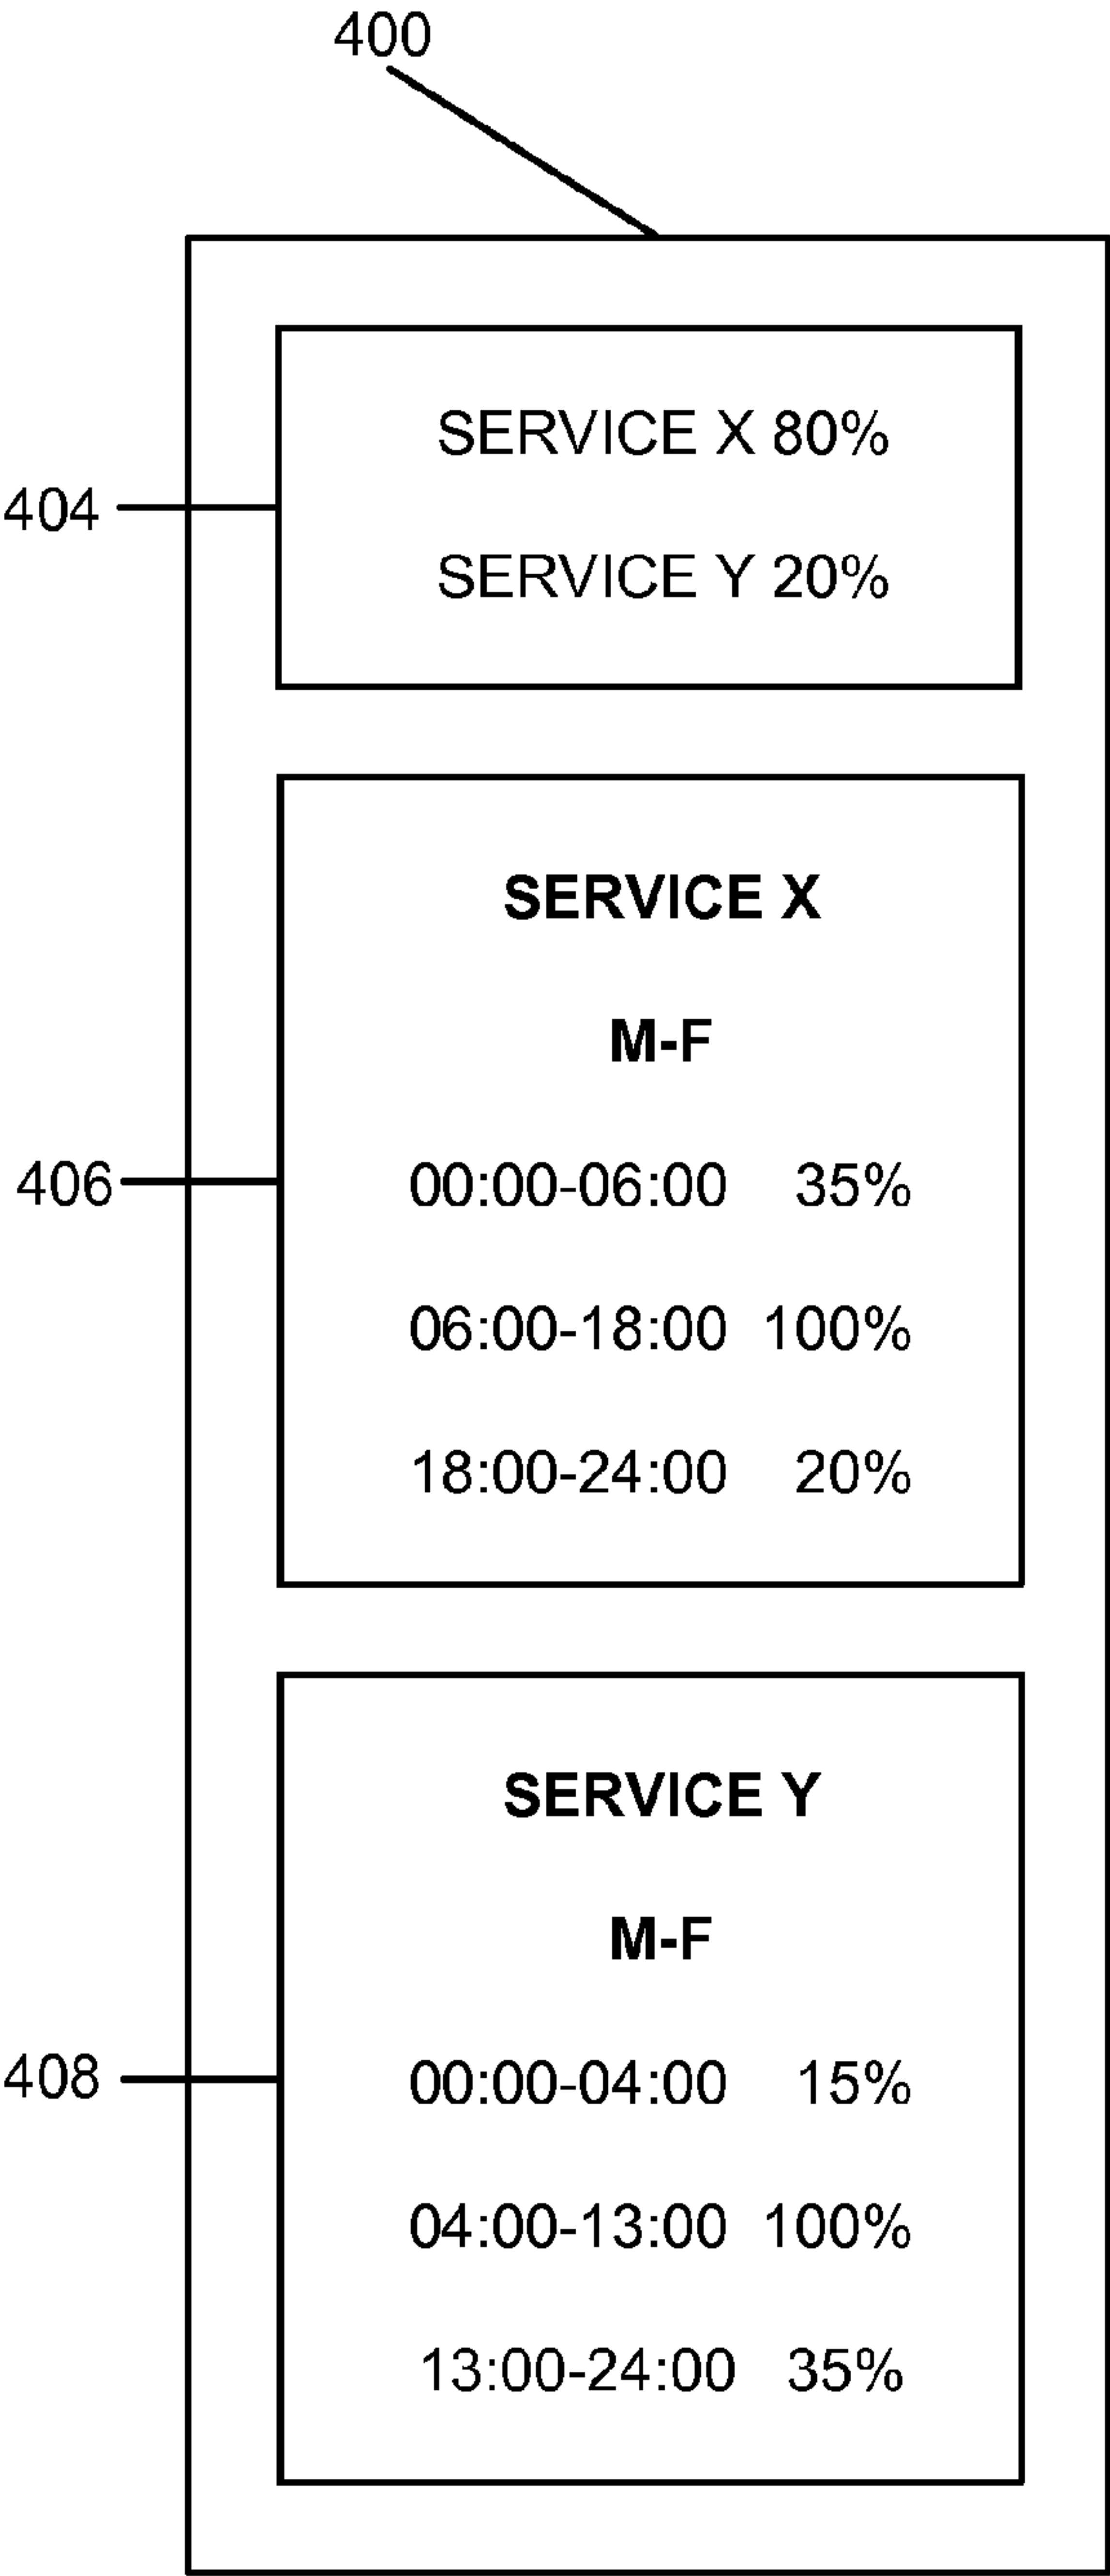 400
404
SERVICE X 80%
SERVICE Y 20%
406
SERVICE X
M-F
00:00-06:00 35%
06:00-18:00 100%
18:00-24:00 20%
408
SERVICE Y
M-F
00:00-04:00 15%
04:00-13:00 100%
13:00-24:00 35%